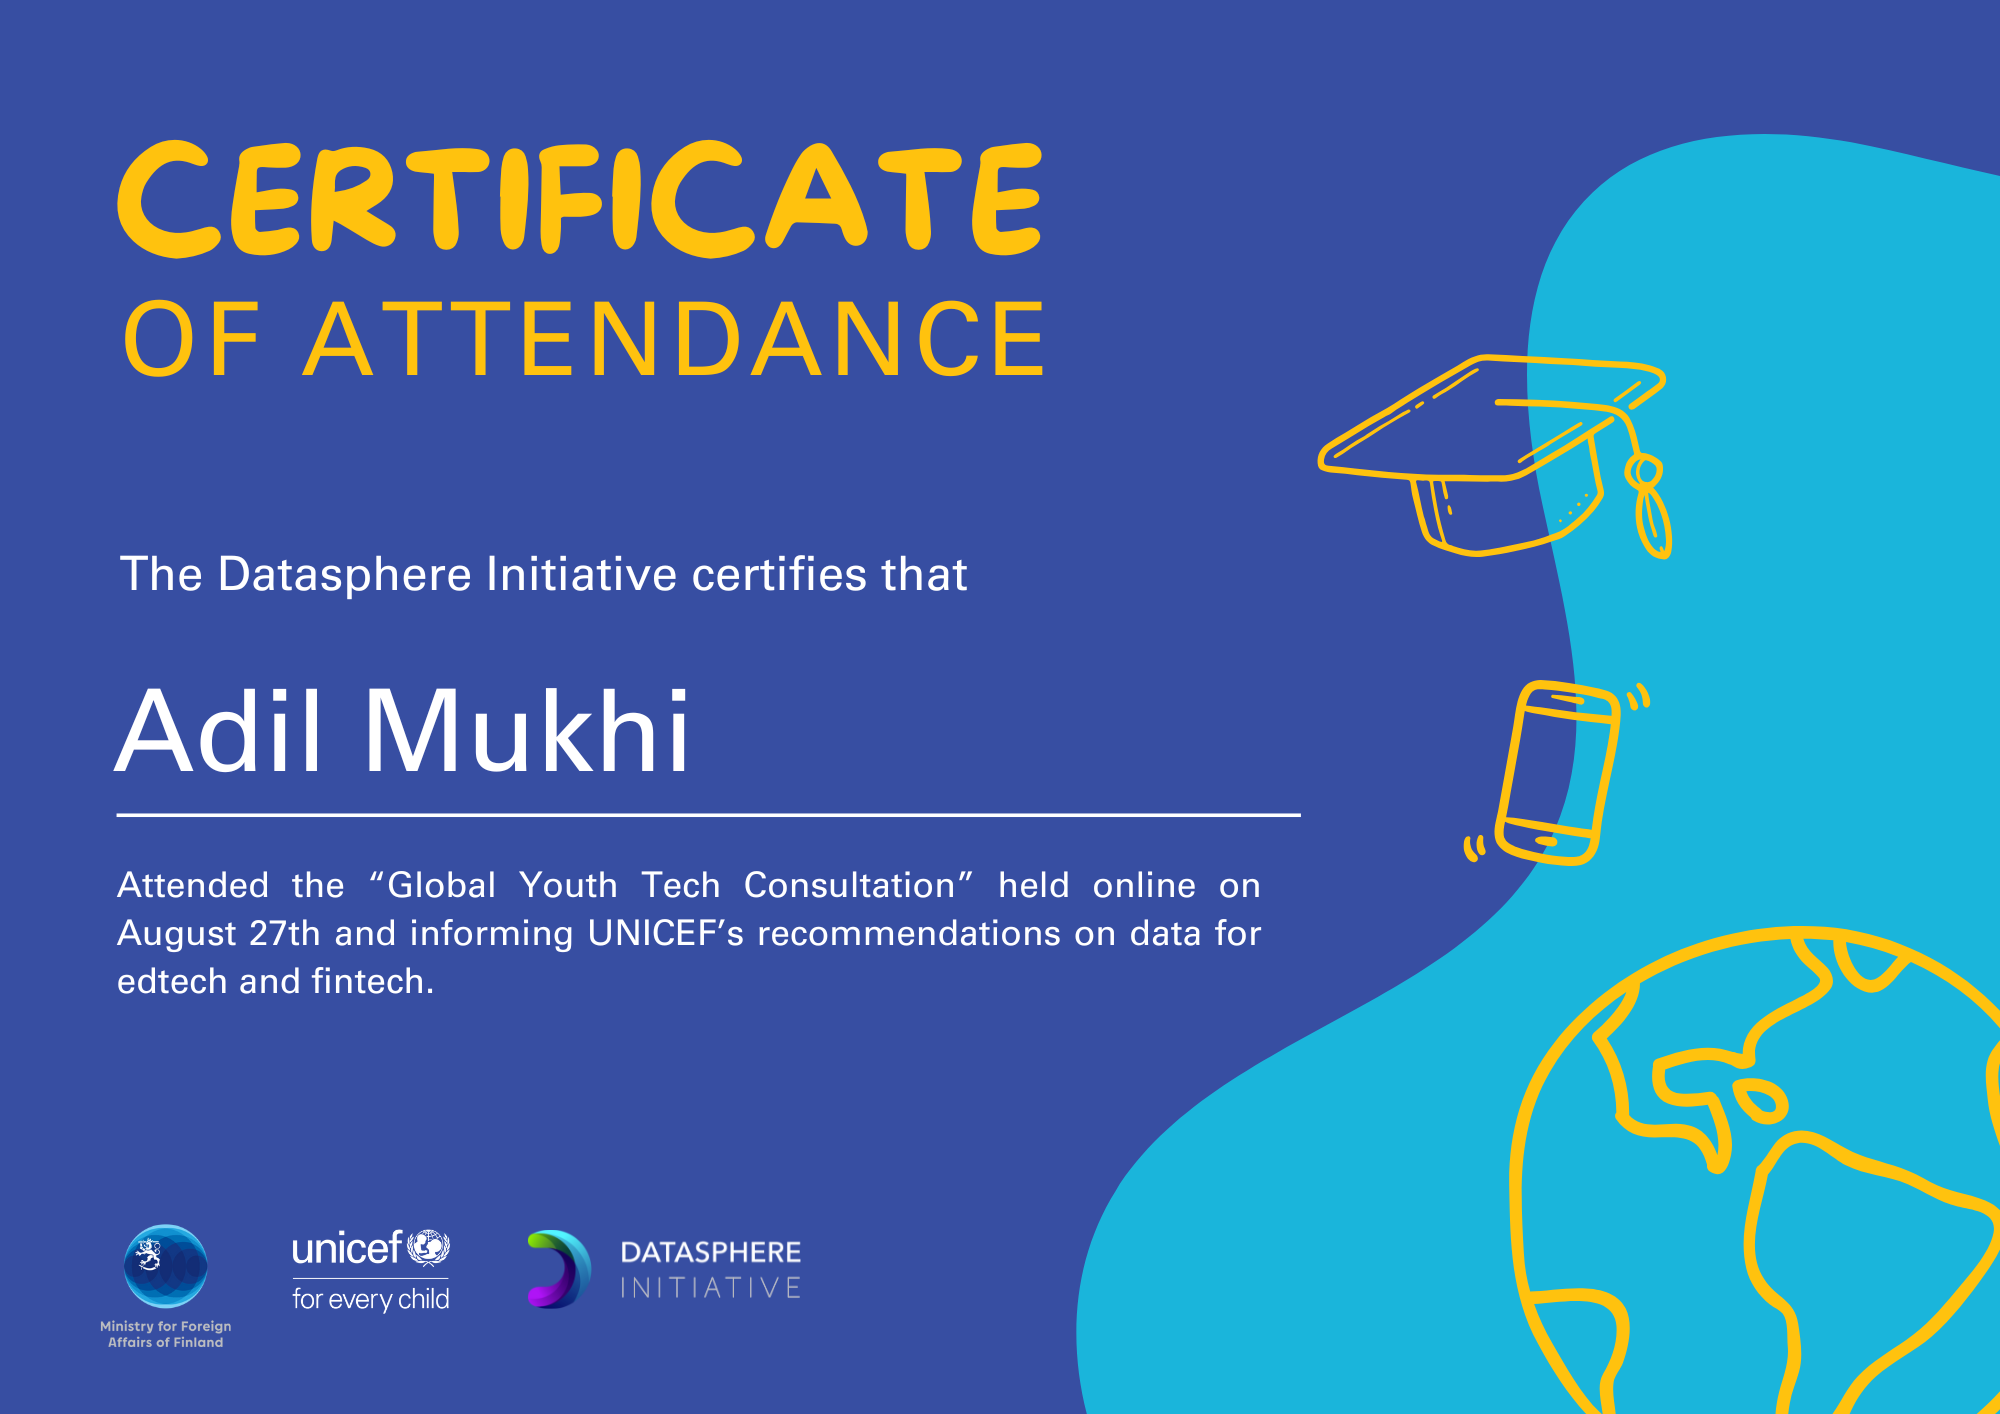 CERTIFICATE
OF ATTENDANCE
The Datasphere Initiative certifies that
Adil Mukhi
Attended the “Global Youth Tech Consultation” held online on
August 27th and informing UNICEF’s recommendations on data for
edtech and fintech.
Ministry for Foreign
Affairs of Finland
unicef
for every child
DATASPHERE
INITIATIVE